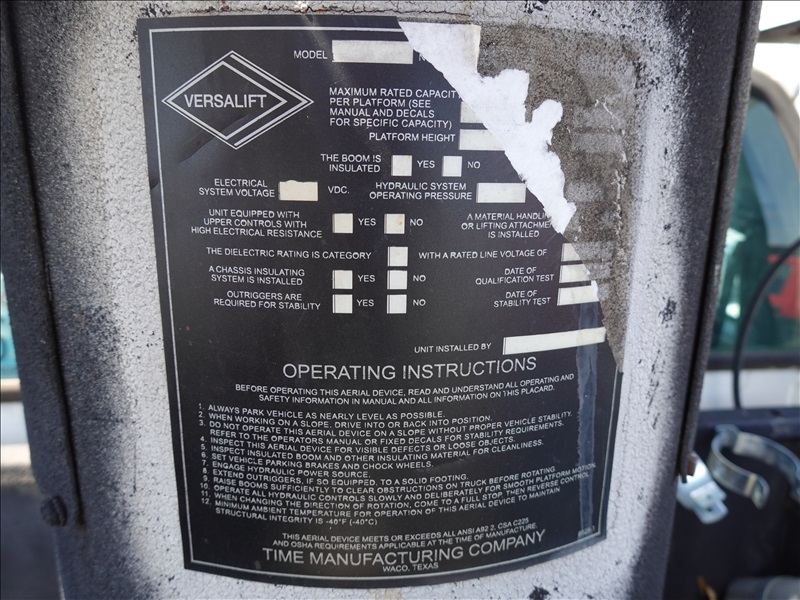 MODEL
VERSALIFT
MAXIMUM RATED CAPACITY
PER PLATFORM (SEE
MANUAL AND DECALS
FOR SPECIFIC CAPACITY)
PLATFORM HEIGHT
THE BOOM IS
INSULATED YES NO
ELECTRICAL
SYSTEM VOLTAGE VDC.
HYDRAULIC SYSTEM
OPERATING PRESSURE
UNIT EQUIPPED WITH
UPPER CONTROLS WITH
HIGH ELECTRICAL RESISTANCE YES NO
A MATERIAL HANDLI
OR LIFTING ATTACHME
IS INSTALLED
THE DIELECTRIC RATING IS CATEGORY WITH A RATED LINE VOLTAGE OF
A CHASSIS INSULATING
SYSTEM IS INSTALLED YES NO
DATE OF
QUALIFICATION TEST
OUTRIGGERS ARE
REQUIRED FOR STABILITY YES NO
DATE OF
STABILITY TEST
UNIT INSTALLED BY
OPERATING INSTRUCTIONS
BEFORE OPERATING THIS AERIAL DEVICE, READ AND UNDERSTAND ALL OPERATING AND
SAFETY INFORMATION IN MANUAL AND ALL INFORMATION ON THIS PLACARD.
1. ALWAYS PARK VEHICLE AS NEARLY LEVEL AS POSSIBLE.
2. WHEN WORKING ON A SLOPE, DRIVE INTO OR BACK INTO POSITION.
3. DO NOT OPERATE THIS AERIAL DEVICE ON A SLOPE WITHOUT PROPER VEHICLE STABILITY.
REFER TO THE OPERATORS MANUAL OR FIXED DECALS FOR STABILITY REQUIREMENTS.
4. INSPECT THIS AERIAL DEVICE FOR VISIBLE DEFECTS OR LOOSE OBJECTS.
5. INSPECT INSULATED BOOM AND OTHER INSULATING MATERIAL FOR CLEANLINESS.
6. SET VEHICLE PARKING BRAKES AND CHOCK WHEELS.
7. ENGAGE HYDRAULIC POWER SOURCE.
8. EXTEND OUTRIGGERS, IF SO EQUIPPED, TO A SOLID FOOTING.
9. RAISE BOOMS SUFFICIENTLY TO CLEAR OBSTRUCTIONS ON TRUCK BEFORE ROTATING.
10. OPERATE ALL HYDRAULIC CONTROLS SLOWLY AND DELIBERATELY FOR SMOOTH PLATFORM MOTION.
11. WHEN CHANGING THE DIRECTION OF ROTATION, COME TO A FULL STOP, THEN REVERSE CONTROL.
12. MINIMUM AMBIENT TEMPERATURE FOR OPERATION OF THIS AERIAL DEVICE TO MAINTAIN
STRUCTURAL INTEGRITY IS -40°F (-40°C)
THIS AERIAL DEVICE MEETS OR EXCEEDS ALL ANSI A92.2, CSA C225
AND OSHA REQUIREMENTS APPLICABLE AT THE TIME OF MANUFACTURE.
TIME MANUFACTURING COMPANY
WACO, TEXAS